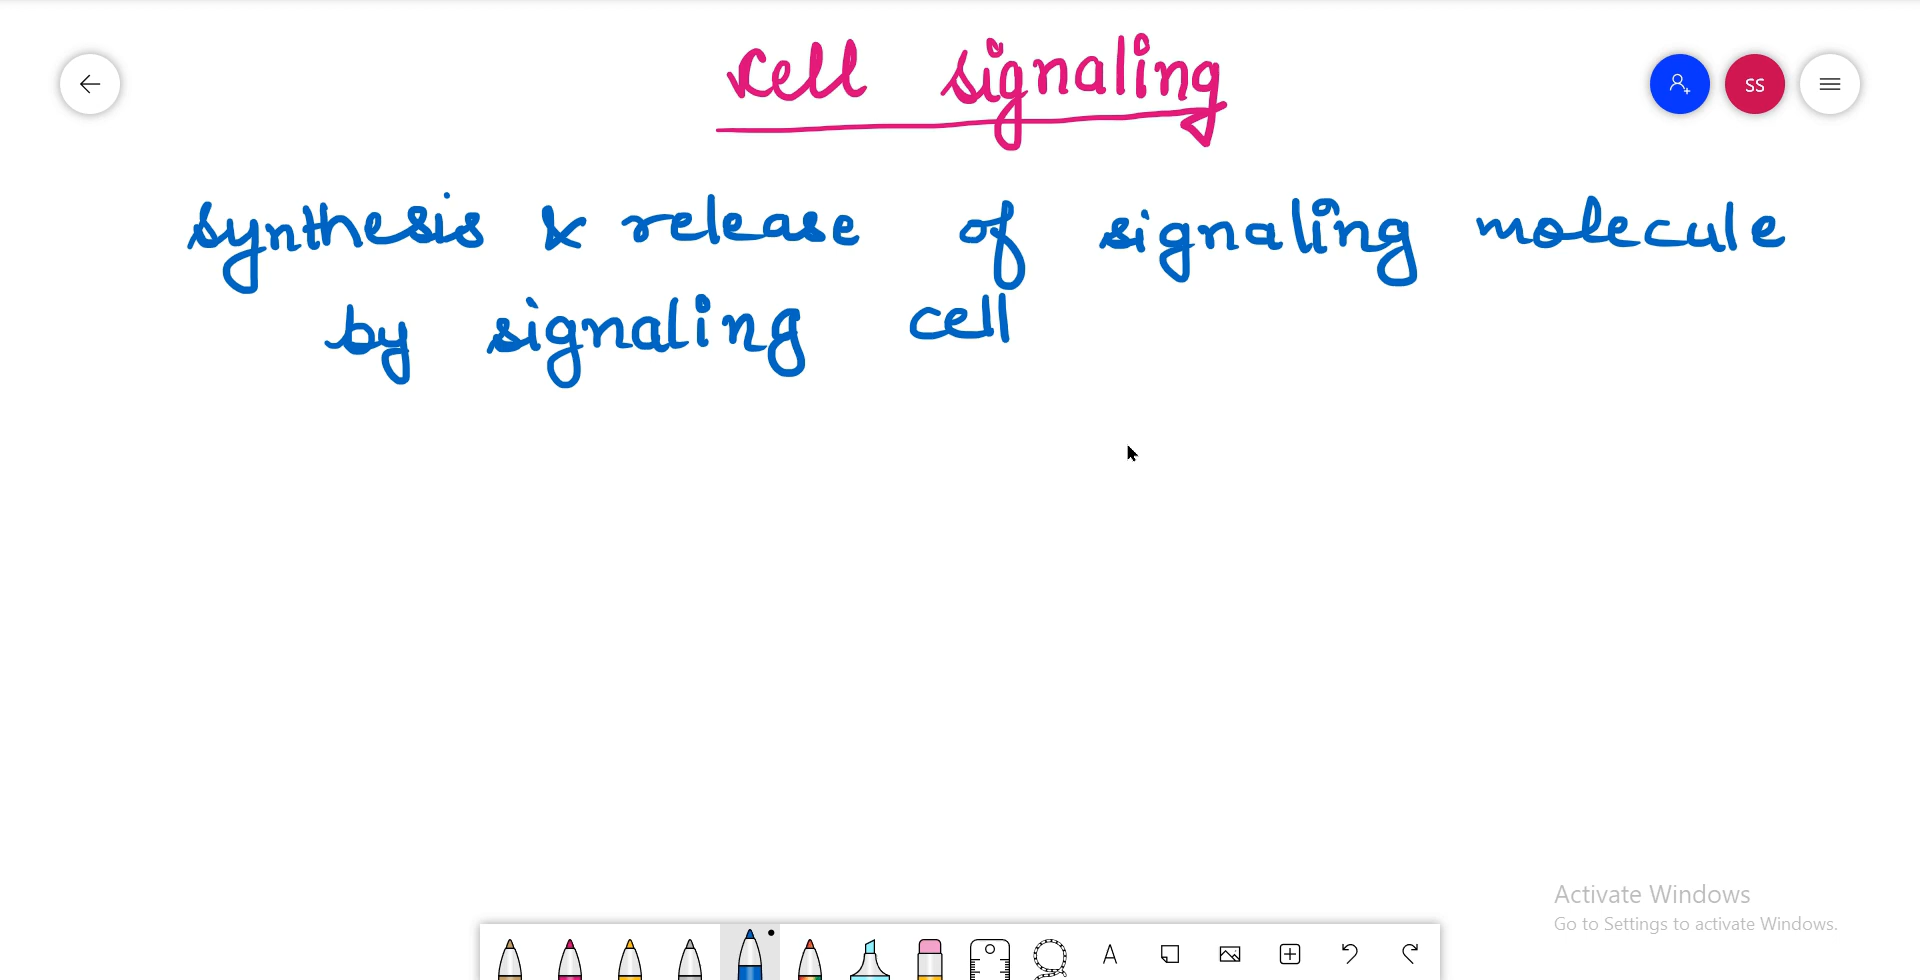 cell signaling
SS
synthesis & release of signaling molecule
by signaling cell
Activate Windows
Go to Settings to activate Windows.
A